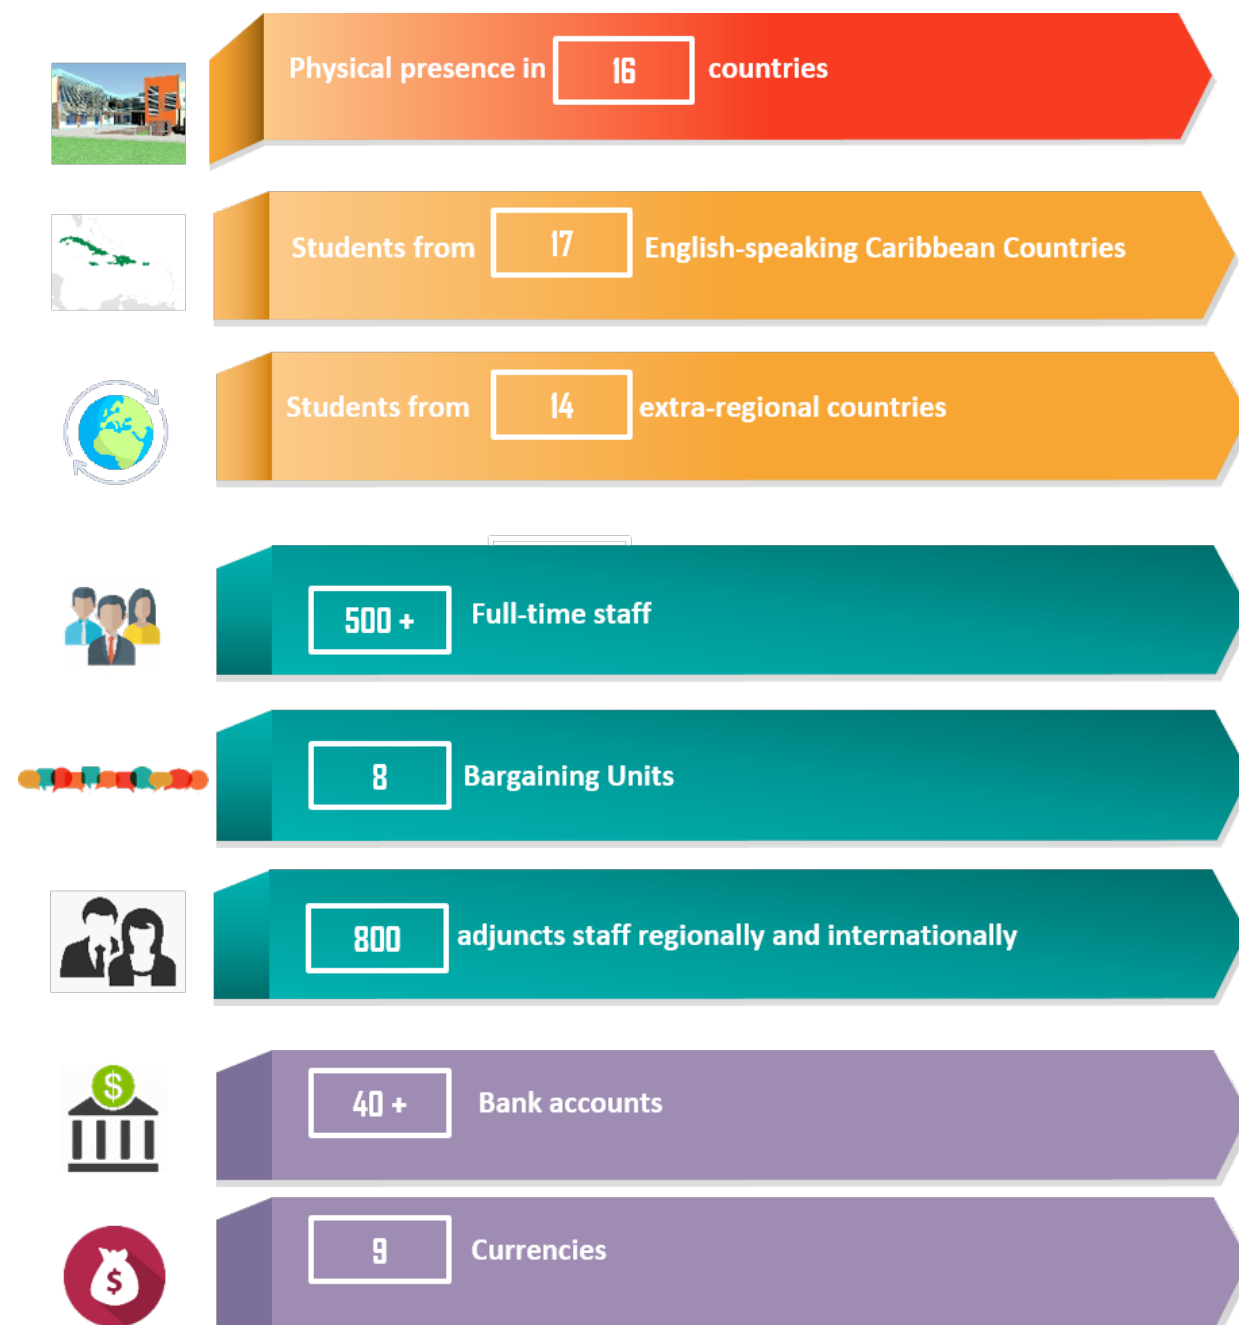 Physical presence in 16 countries
Students from 17 English-speaking Caribbean Countries
Students from 14 extra-regional countries
500 + Full-time staff
8 Bargaining Units
800 adjuncts staff regionally and internationally
$
40 + Bank accounts
$
9 Currencies